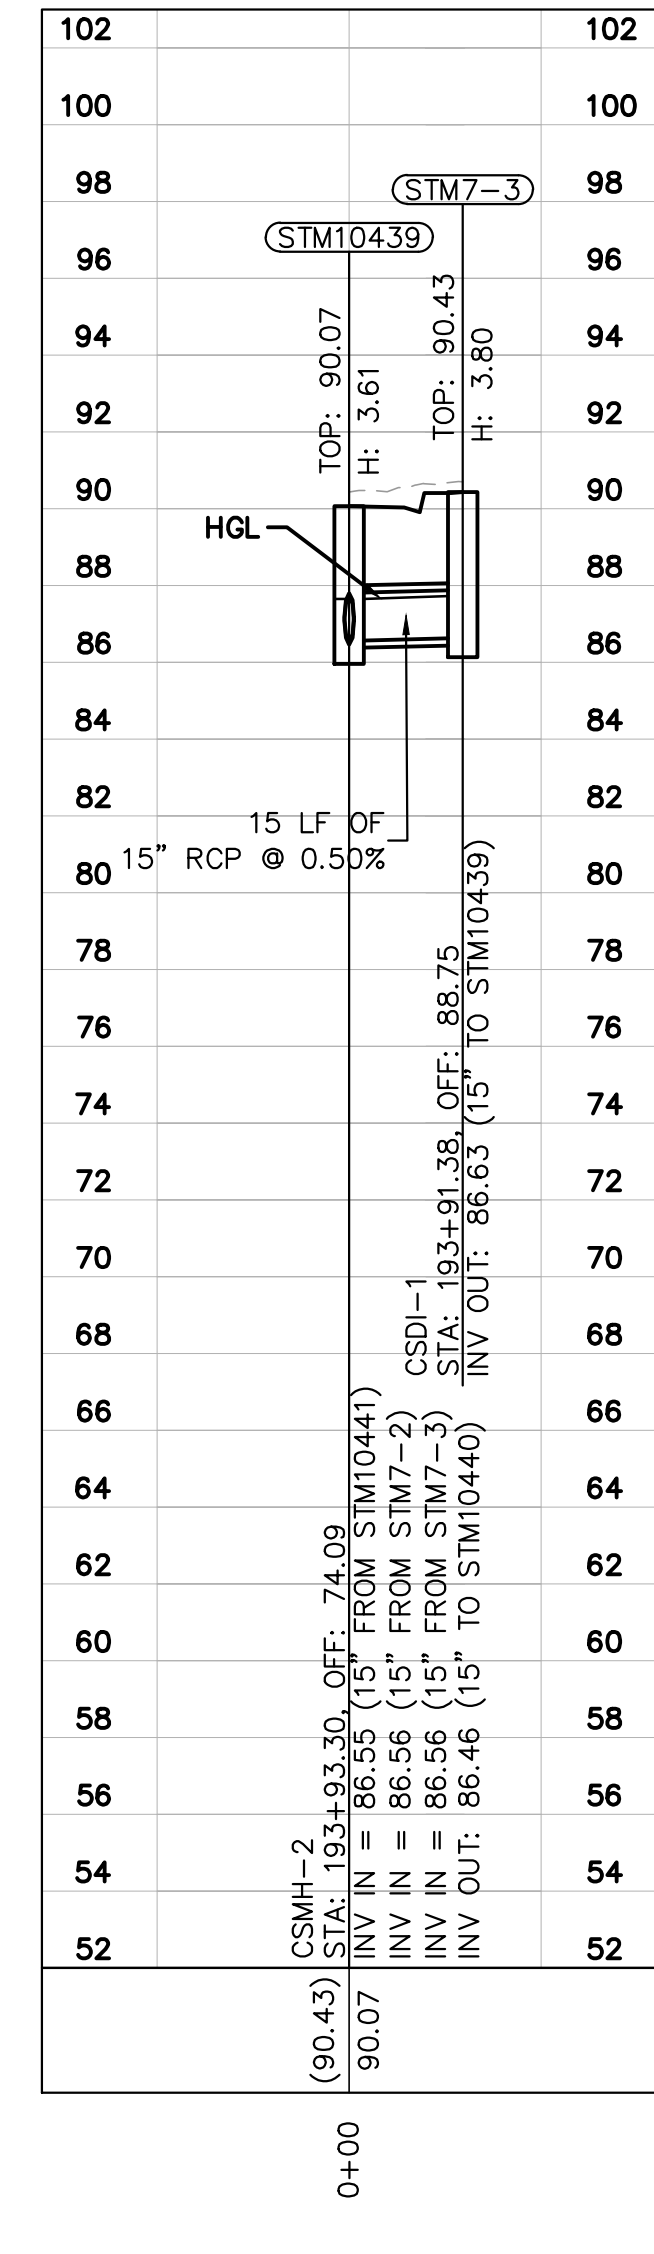 102 102
100 100
98 98
STM7-3
STM10439
96 96
94 94
92 92
TOP: 90.07
H: 3.61
TOP: 90.43
H: 3.80
90 90
HGL
88 88
86 86
84 84
82 82
15 LF OF
15" RCP @ 0.50%
80 80
78 78
76 76
74 74
72 72
70 70
68 68
CSDI-1
STA: 193+91.38, OFF: 88.75
INV OUT: 86.63 (15" TO STM10439)
66 66
64 64
62 62
60 60
58 58
56 56
54 54
52 52
CSMH-2
STA: 193+93.30, OFF: 74.09
INV IN = 86.55 (15" FROM STM10441)
INV IN = 86.56 (15" FROM STM7-2)
INV IN = 86.56 (15" FROM STM7-3)
INV OUT: 86.46 (15" TO STM10440)
(90.43)
90.07
0+00